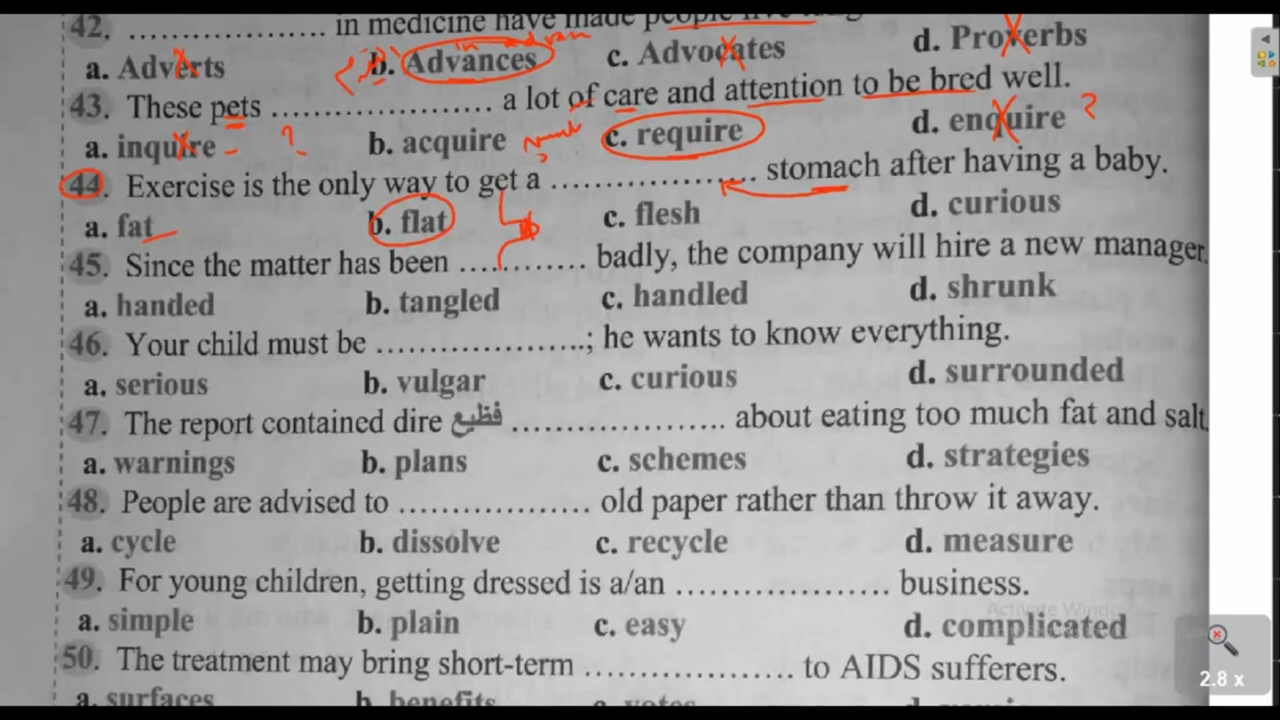 42. .................. in medicine have made people
a. Adverts b. Advances c. Advocates d. Proverbs
43. These pets ........................ a lot of care and attention to be bred well.
a. inquire b. acquire c. require d. enquire
44. Exercise is the only way to get a ...................... stomach after having a baby.
a. fat b. flat c. flesh d. curious
45. Since the matter has been .............. badly, the company will hire a new manager.
a. handed b. tangled c. handled d. shrunk
46. Your child must be ......................; he wants to know everything.
a. serious b. vulgar c. curious d. surrounded
47. The report contained dire فظيع ....................... about eating too much fat and salt
a. warnings b. plans c. schemes d. strategies
48. People are advised to .................... old paper rather than throw it away.
a. cycle b. dissolve c. recycle d. measure
49. For young children, getting dressed is a/an ...................... business.
Activate Windo
a. simple b. plain c. easy d. complicated
50. The treatment may bring short-term ...................... to AIDS sufferers.
a. surfaces b. benefits c. votes
2.8 x